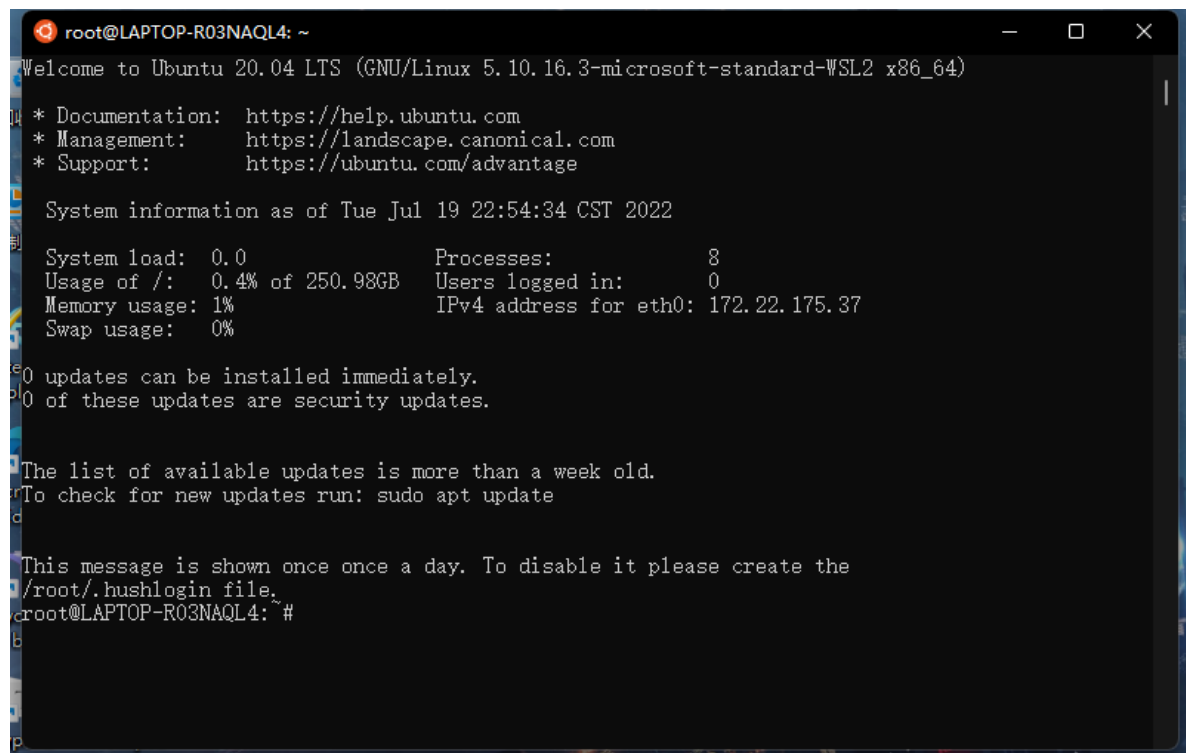 root@LAPTOP-R03NAQL4: ~
Welcome to Ubuntu 20.04 LTS (GNU/Linux 5.10.16.3-microsoft-standard-WSL2 x86_64)
* Documentation: https://help.ubuntu.com
* Management: https://landscape.canonical.com
* Support: https://ubuntu.com/advantage
System information as of Tue Jul 19 22:54:34 CST 2022
System load: 0.0 Processes: 8
Usage of /: 0.4% of 250.98GB Users logged in: 0
Memory usage: 1% IPv4 address for eth0: 172.22.175.37
Swap usage: 0%
0 updates can be installed immediately.
0 of these updates are security updates.
The list of available updates is more than a week old.
To check for new updates run: sudo apt update
This message is shown once once a day. To disable it please create the
/root/.hushlogin file.
root@LAPTOP-R03NAQL4:~#